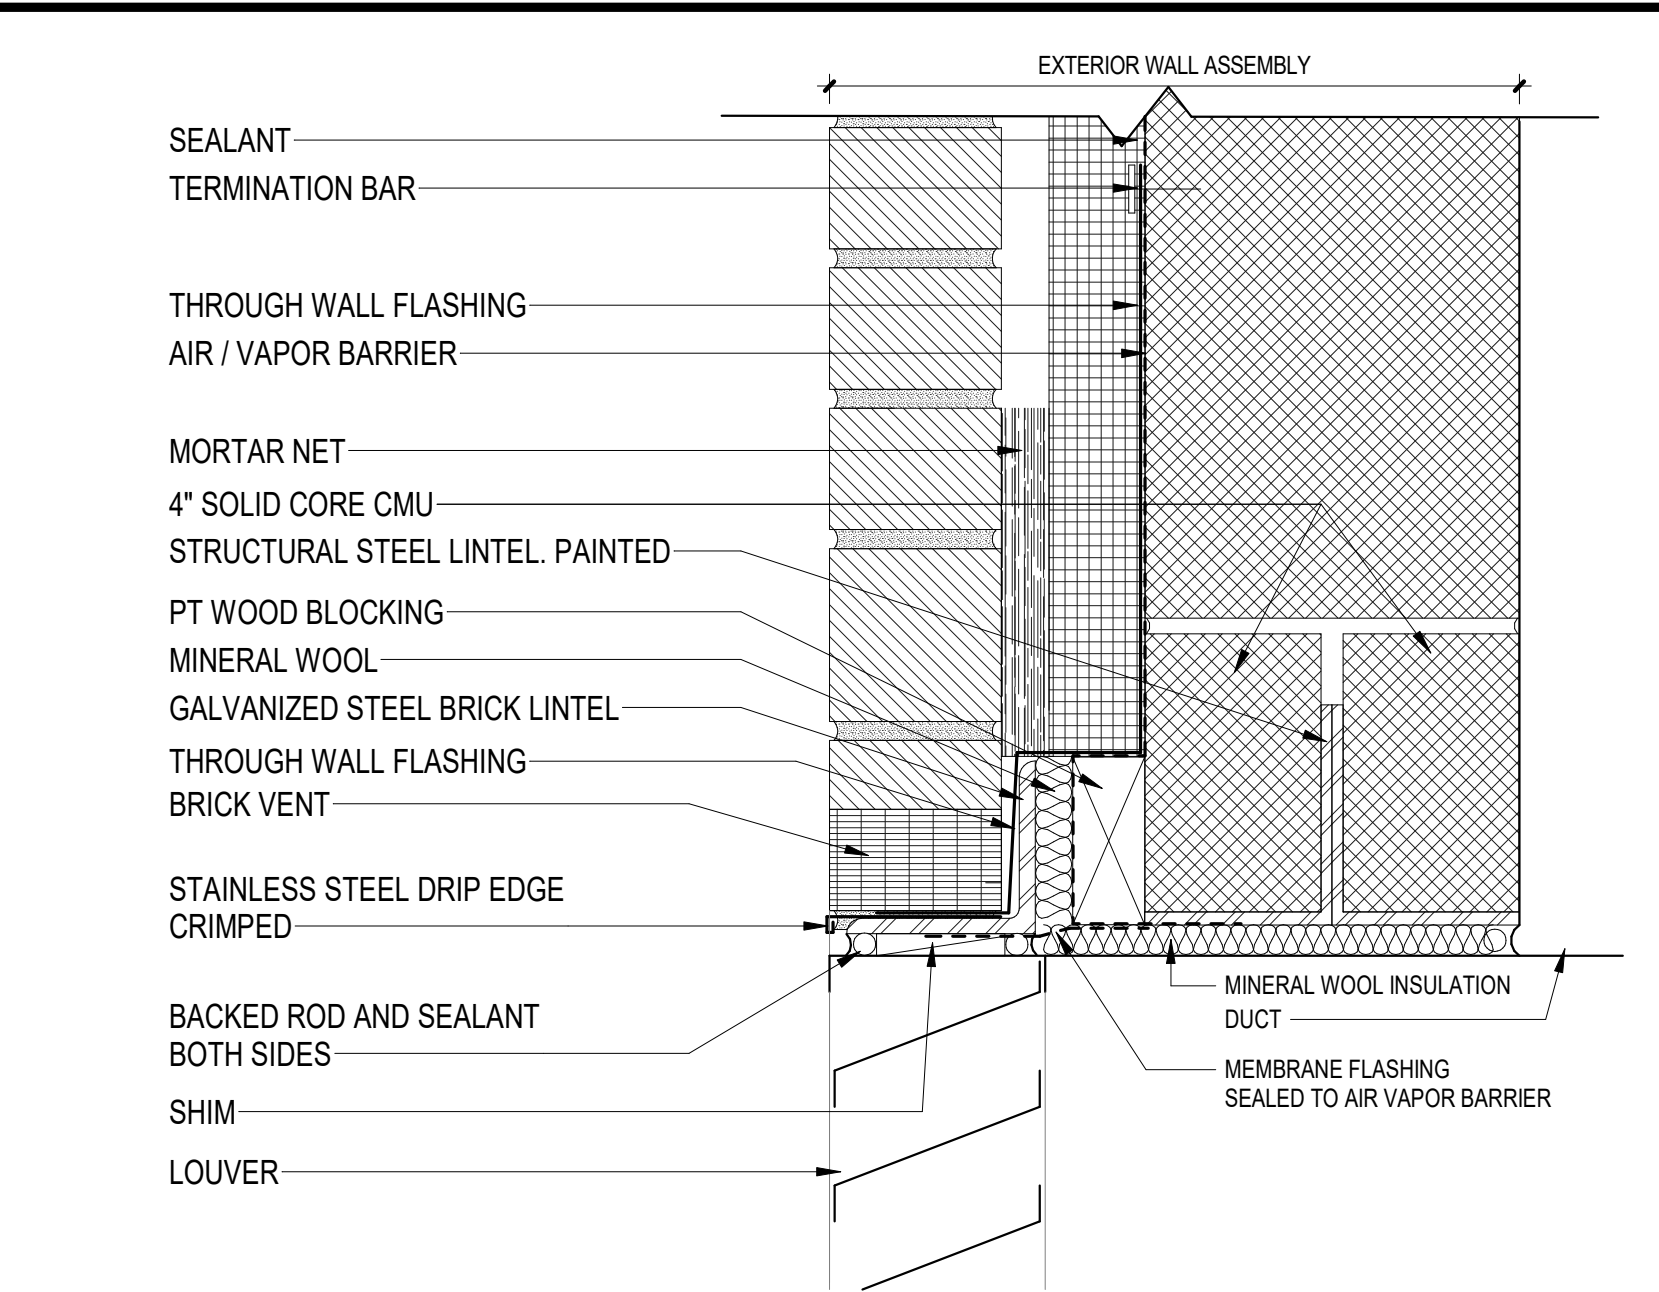 EXTERIOR WALL ASSEMBLY
SEALANT
TERMINATION BAR
THROUGH WALL FLASHING
AIR / VAPOR BARRIER
MORTAR NET
4" SOLID CORE CMU
STRUCTURAL STEEL LINTEL. PAINTED
PT WOOD BLOCKING
MINERAL WOOL
GALVANIZED STEEL BRICK LINTEL
THROUGH WALL FLASHING
BRICK VENT
STAINLESS STEEL DRIP EDGE
CRIMPED
BACKED ROD AND SEALANT
BOTH SIDES
SHIM
LOUVER
MINERAL WOOL INSULATION
DUCT
MEMBRANE FLASHING
SEALED TO AIR VAPOR BARRIER